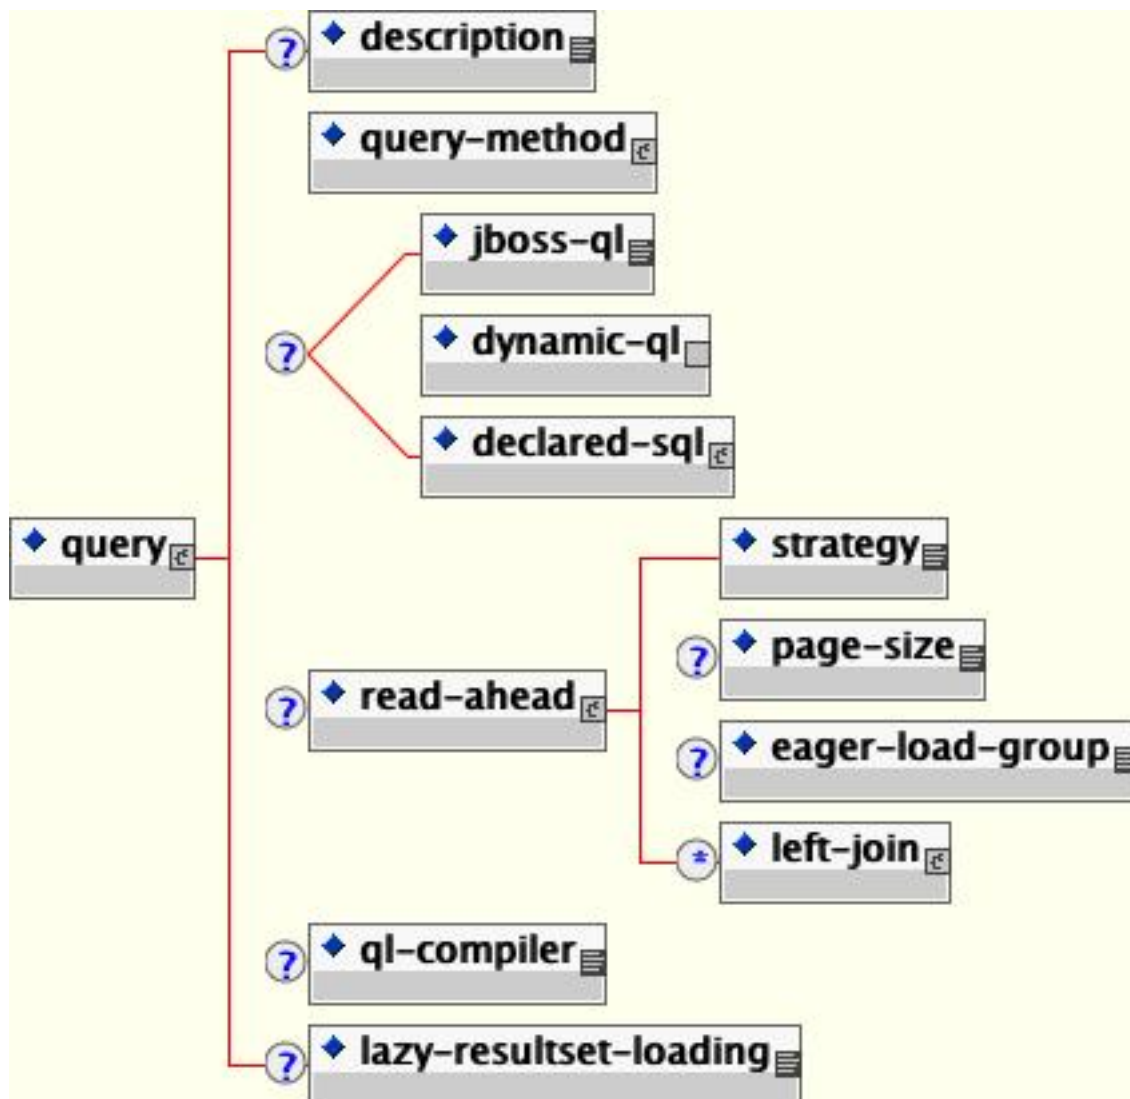 ?
description
query-method
jboss-ql
?
dynamic-ql
declared-sql
query
strategy
?
page-size
?
read-ahead
?
eager-load-group
*
left-join
?
ql-compiler
?
lazy-resultset-loading